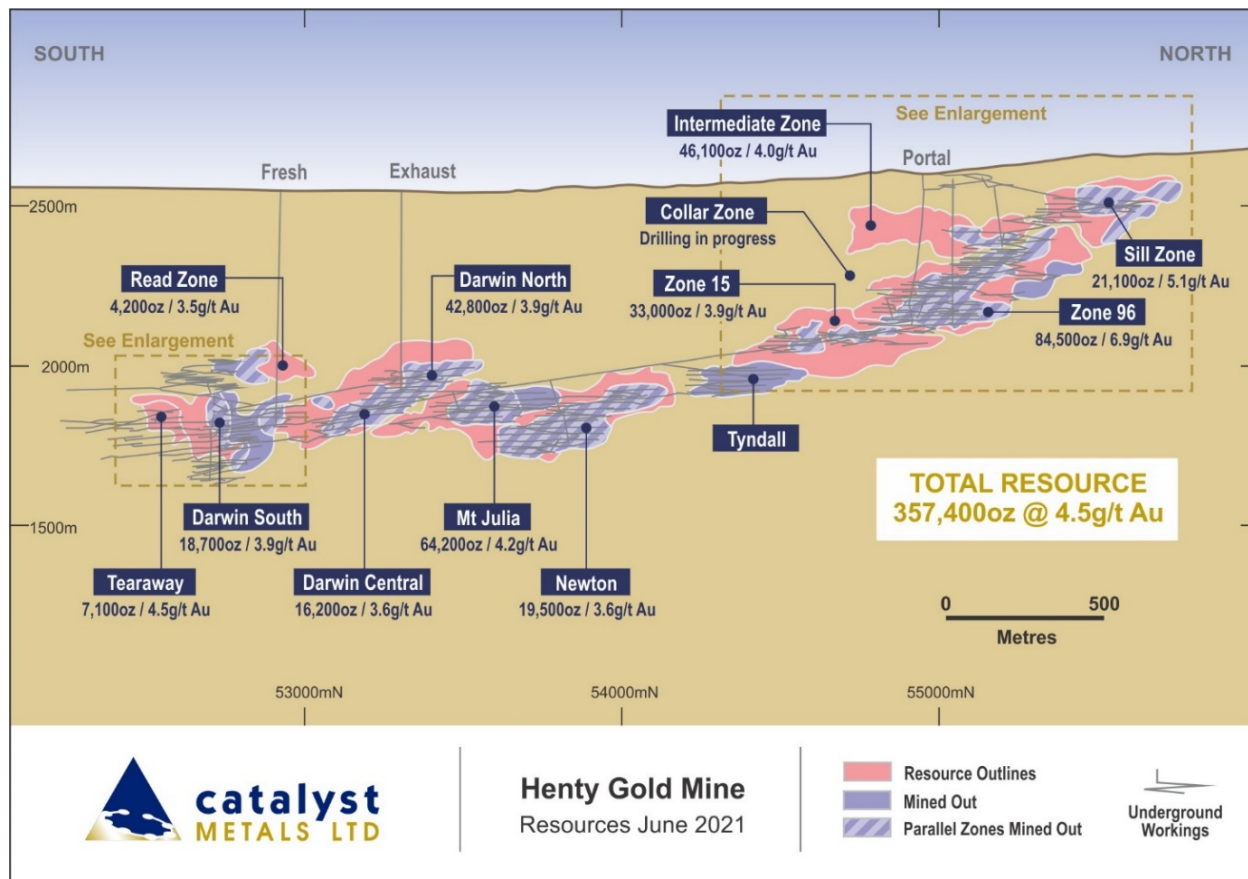 SOUTH
NORTH
See Enlargement
Intermediate Zone
46,100oz / 4.0g/t Au
Portal
Fresh
Exhaust
2500m
Collar Zone
Drilling in progress
Sill Zone
21,100oz / 5.1g/t Au
Read Zone
4,200oz / 3.5g/t Au
Darwin North
42,800oz / 3.9g/t Au
Zone 15
33,000oz / 3.9g/t Au
Zone 96
84,500oz / 6.9g/t Au
See Enlargement
2000m
Tyndall
TOTAL RESOURCE
357,400oz @ 4.5g/t Au
1500m
Darwin South
18,700oz / 3.9g/t Au
Mt Julia
64,200oz / 4.2g/t Au
Tearaway
7,100oz / 4.5g/t Au
Darwin Central
16,200oz / 3.6g/t Au
Newton
19,500oz / 3.6g/t Au
0 500
Metres
53000mN
54000mN
55000mN
catalyst
METALS LTD
Henty Gold Mine
Resources June 2021
Resource Outlines
Mined Out
Parallel Zones Mined Out
Underground
Workings